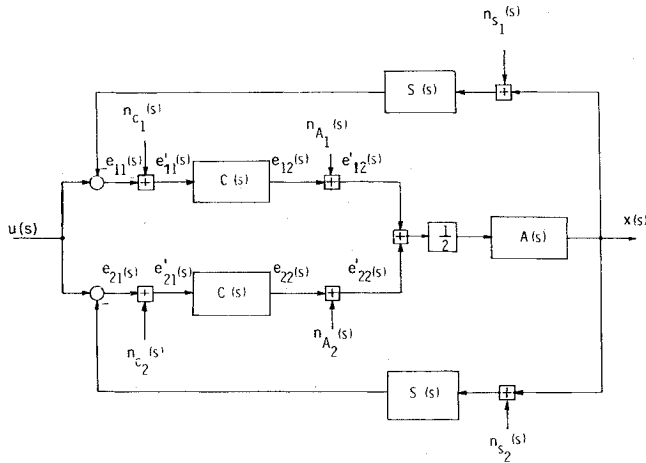 n_{s_1}(s)
S(s)
n_{c_1}(s)
n_{A_1}(s)
e_{11}(s)
e'_{11}(s)
C(s)
e_{12}(s)
e'_{12}(s)
u(s)
1/2
A(s)
x(s)
e_{21}(s)
e'_{21}(s)
C(s)
e_{22}(s)
e'_{22}(s)
n_{c_2}(s)
n_{A_2}(s)
S(s)
n_{s_2}(s)